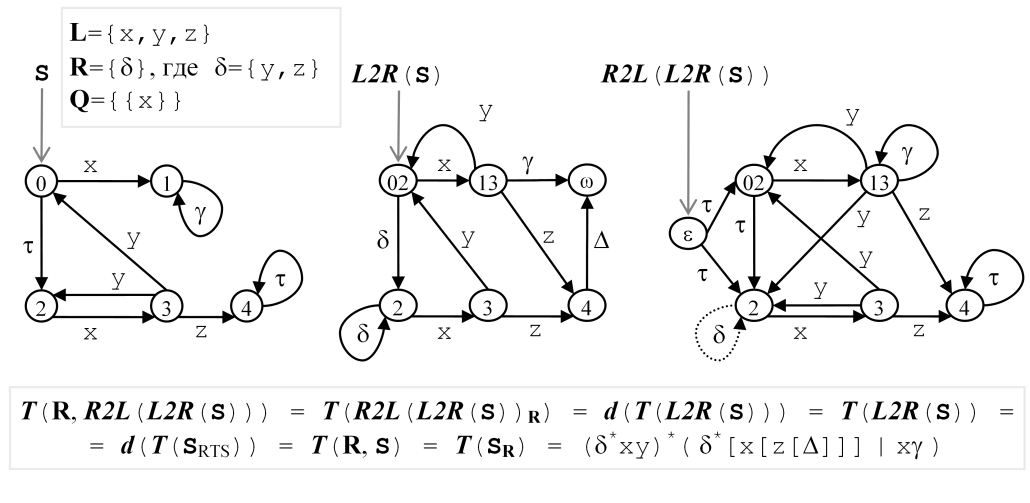 L={x,y,z}
R={δ}, где δ={y,z}
Q={{x}}
S
L2R(S)
R2L(L2R(S))
0
x
1
γ
τ
y
y
2
x
3
z
4
τ
02
x
13
y
γ
ω
δ
y
z
Δ
2
δ
x
3
z
4
ε
τ
τ
02
x
13
y
γ
τ
y
y
z
2
δ
y
x
3
z
4
τ
T(R, R2L(L2R(S))) = T(R2L(L2R(S))R) = d(T(L2R(S))) = T(L2R(S)) =
= d(T(SRTS)) = T(R, S) = T(SR) = (δ*xy)*(δ*[x[z[Δ]]] | xγ)